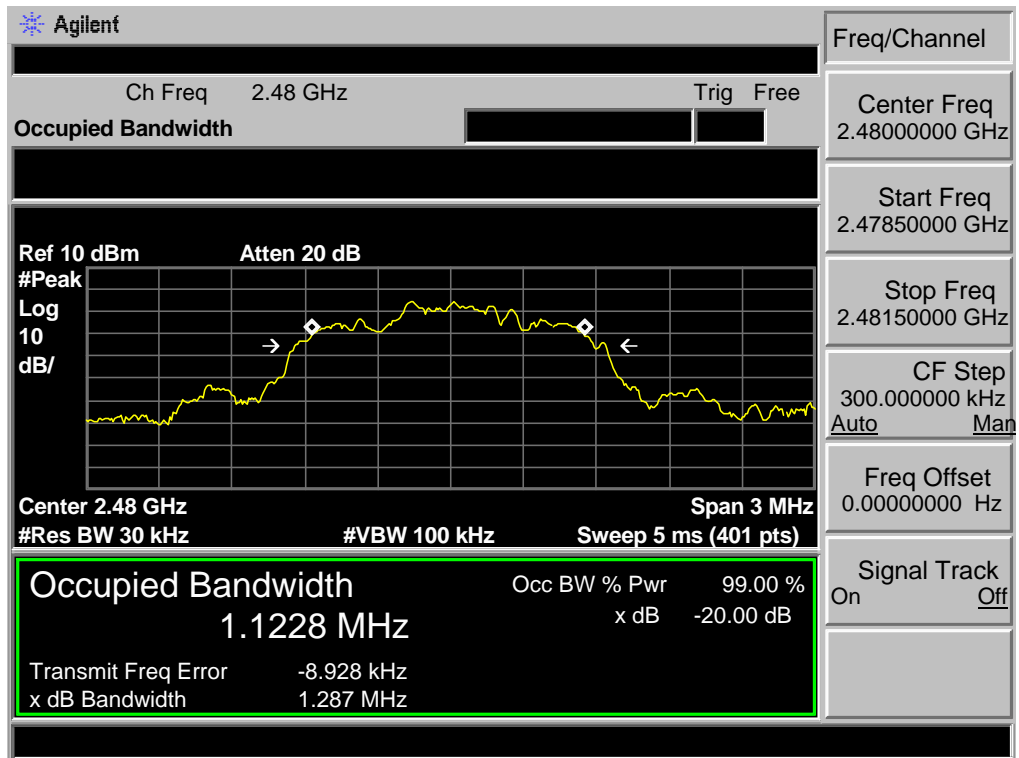 Agilent
Ch Freq 2.48 GHz Trig Free
Occupied Bandwidth
Ref 10 dBm Atten 20 dB
#Peak
Log
10
dB/
Center 2.48 GHz Span 3 MHz
#Res BW 30 kHz #VBW 100 kHz Sweep 5 ms (401 pts)
Occupied Bandwidth
1.1228 MHz
Occ BW % Pwr 99.00 %
x dB -20.00 dB
Transmit Freq Error -8.928 kHz
x dB Bandwidth 1.287 MHz
Freq/Channel
Center Freq
2.48000000 GHz
Start Freq
2.47850000 GHz
Stop Freq
2.48150000 GHz
CF Step
300.000000 kHz
Auto Man
Freq Offset
0.00000000 Hz
Signal Track
On Off